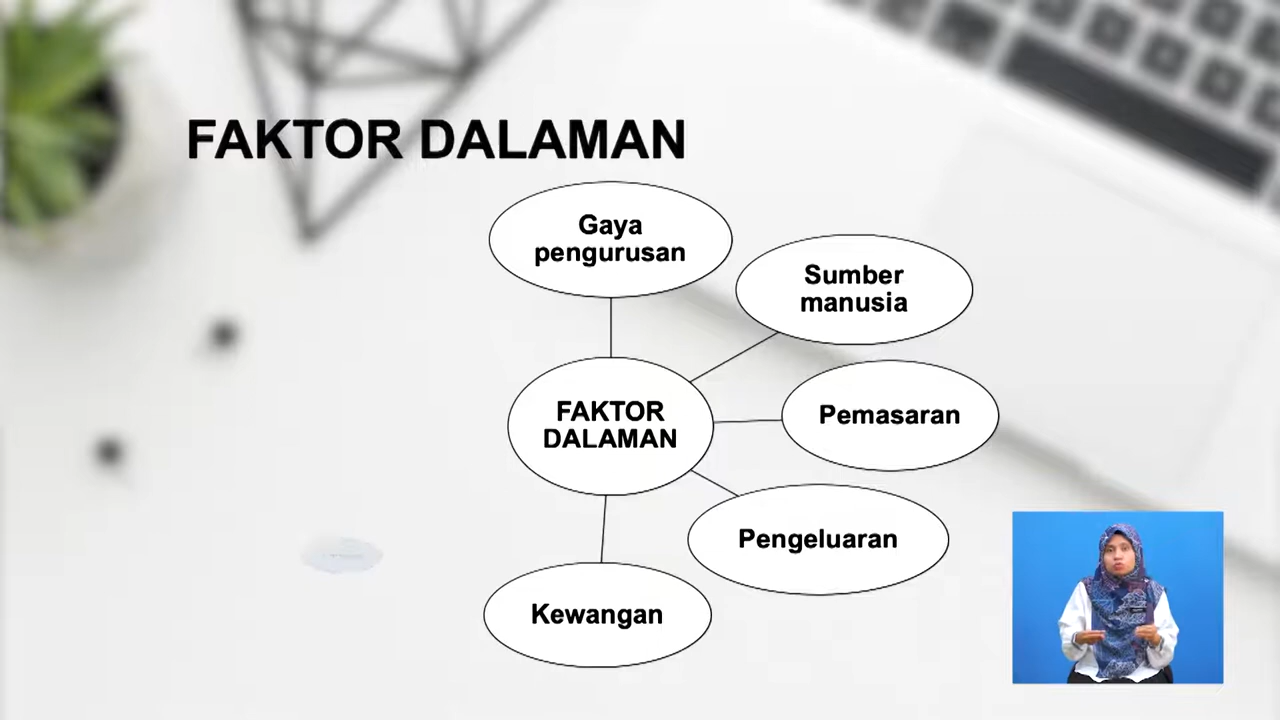 FAKTOR DALAMAN
Gaya
pengurusan
Sumber
manusia
FAKTOR
DALAMAN
Pemasaran
Pengeluaran
Kewangan